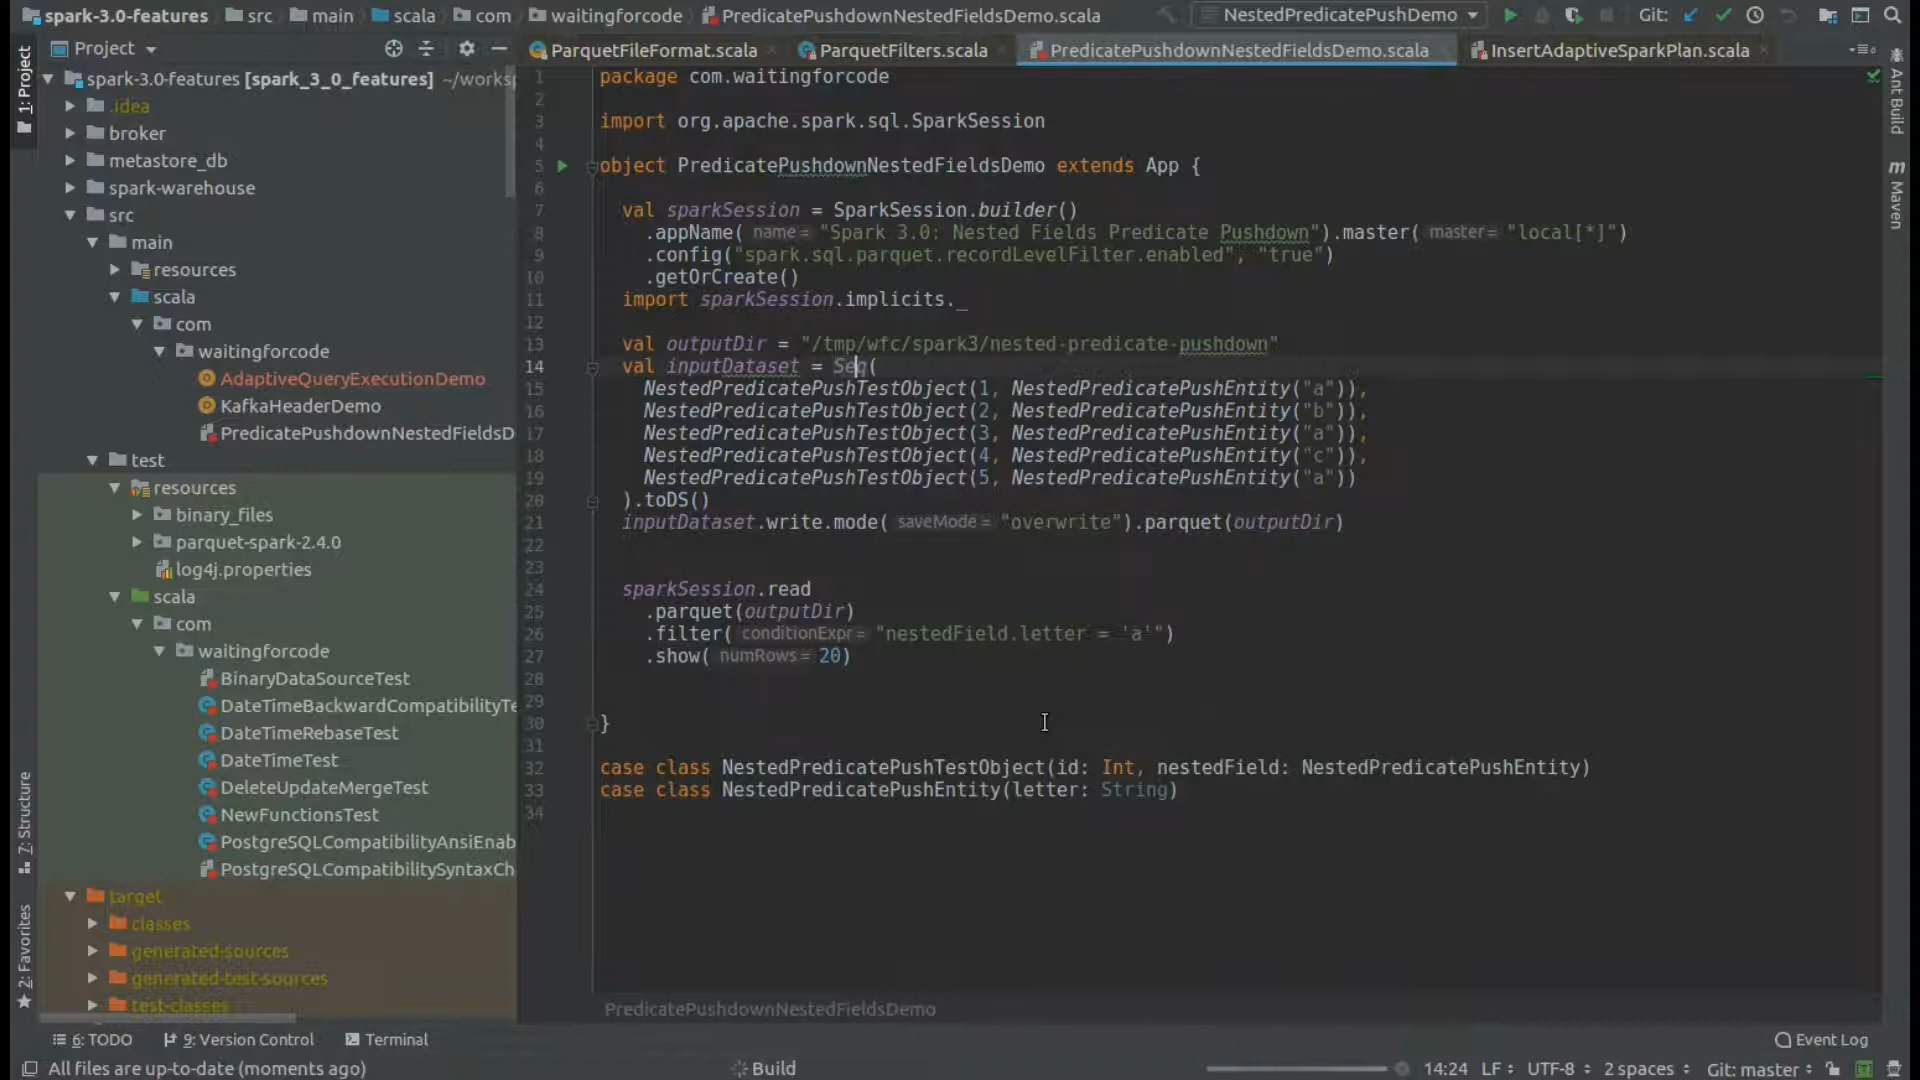 spark-3.0-features src main scala com waitingforcode PredicatePushdownNestedFieldsDemo.scala NestedPredicatePushDemo Git:
Project
ParquetFileFormat.scala ParquetFilters.scala PredicatePushdownNestedFieldsDemo.scala InsertAdaptiveSparkPlan.scala
1: Project
7: Structure
2: Favorites
spark-3.0-features [spark_3_0_features] ~/works
.idea
broker
metastore_db
spark-warehouse
src
main
resources
scala
com
waitingforcode
AdaptiveQueryExecutionDemo
KafkaHeaderDemo
PredicatePushdownNestedFieldsD
test
resources
binary_files
parquet-spark-2.4.0
log4j.properties
scala
com
waitingforcode
BinaryDataSourceTest
DateTimeBackwardCompatibilityTe
DateTimeRebaseTest
DateTimeTest
DeleteUpdateMergeTest
NewFunctionsTest
PostgreSQLCompatibilityAnsiEnab
PostgreSQLCompatibilitySyntaxCh
target
classes
generated-sources
generated-test-sources
test-classes
1 package com.waitingforcode
2
3 import org.apache.spark.sql.SparkSession
4
5 object PredicatePushdownNestedFieldsDemo extends App {
6
7 val sparkSession = SparkSession.builder()
8 .appName( name = "Spark 3.0: Nested Fields Predicate Pushdown").master( master = "local[*]")
9 .config("spark.sql.parquet.recordLevelFilter.enabled", "true")
10 .getOrCreate()
11 import sparkSession.implicits._
12
13 val outputDir = "/tmp/wfc/spark3/nested-predicate-pushdown"
14 val inputDataset = Seq(
15 NestedPredicatePushTestObject(1, NestedPredicatePushEntity("a")),
16 NestedPredicatePushTestObject(2, NestedPredicatePushEntity("b")),
17 NestedPredicatePushTestObject(3, NestedPredicatePushEntity("a")),
18 NestedPredicatePushTestObject(4, NestedPredicatePushEntity("c")),
19 NestedPredicatePushTestObject(5, NestedPredicatePushEntity("a"))
20 ).toDS()
21 inputDataset.write.mode( saveMode = "overwrite").parquet(outputDir)
22
23
24 sparkSession.read
25 .parquet(outputDir)
26 .filter( conditionExpr = "nestedField.letter = 'a'")
27 .show( numRows = 20)
28
29
30 }
31
32 case class NestedPredicatePushTestObject(id: Int, nestedField: NestedPredicatePushEntity)
33 case class NestedPredicatePushEntity(letter: String)
34
PredicatePushdownNestedFieldsDemo
Ant Build
m Maven
6: TODO 9: Version Control Terminal Event Log
All files are up-to-date (moments ago) Build 14:24 LF UTF-8 2 spaces Git: master